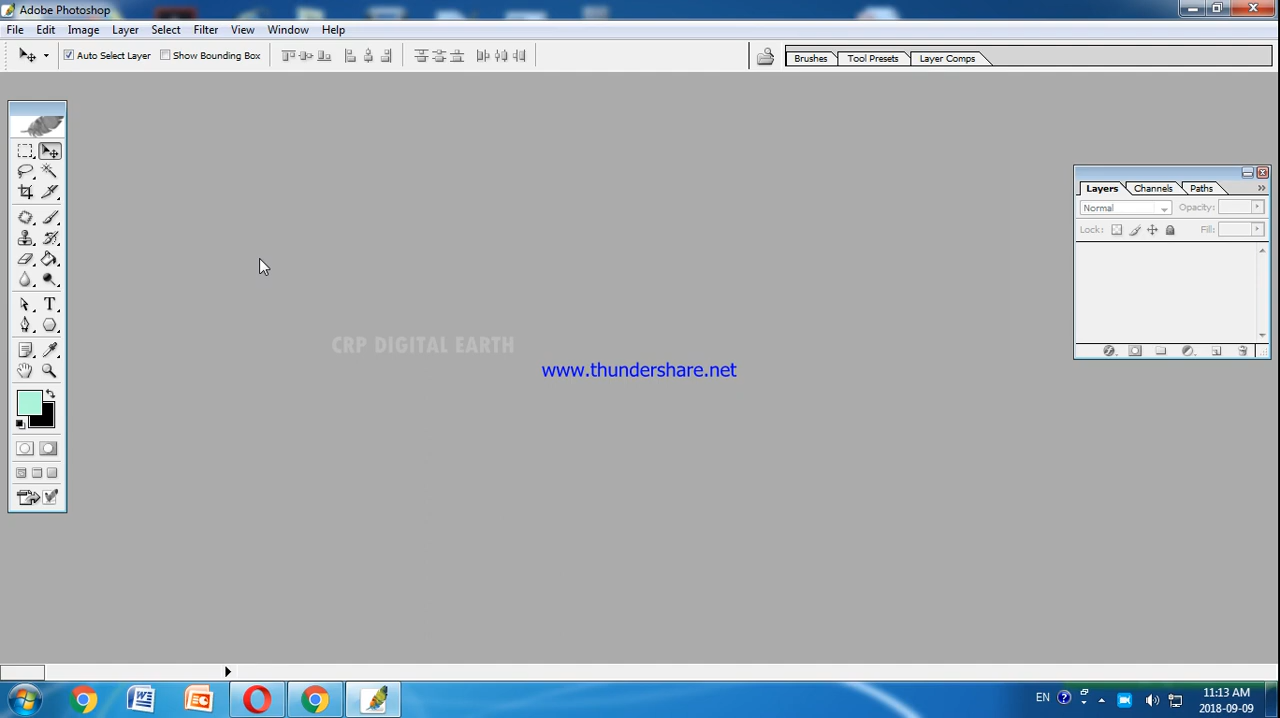 Adobe Photoshop
File Edit Image Layer Select Filter View Window Help
Auto Select Layer Show Bounding Box Brushes Tool Presets Layer Comps
Layers Channels Paths
Normal Opacity:
Lock: Fill:
T
CRP DIGITAL EARTH
www.thundershare.net
EN 11:13 AM
2018-09-09